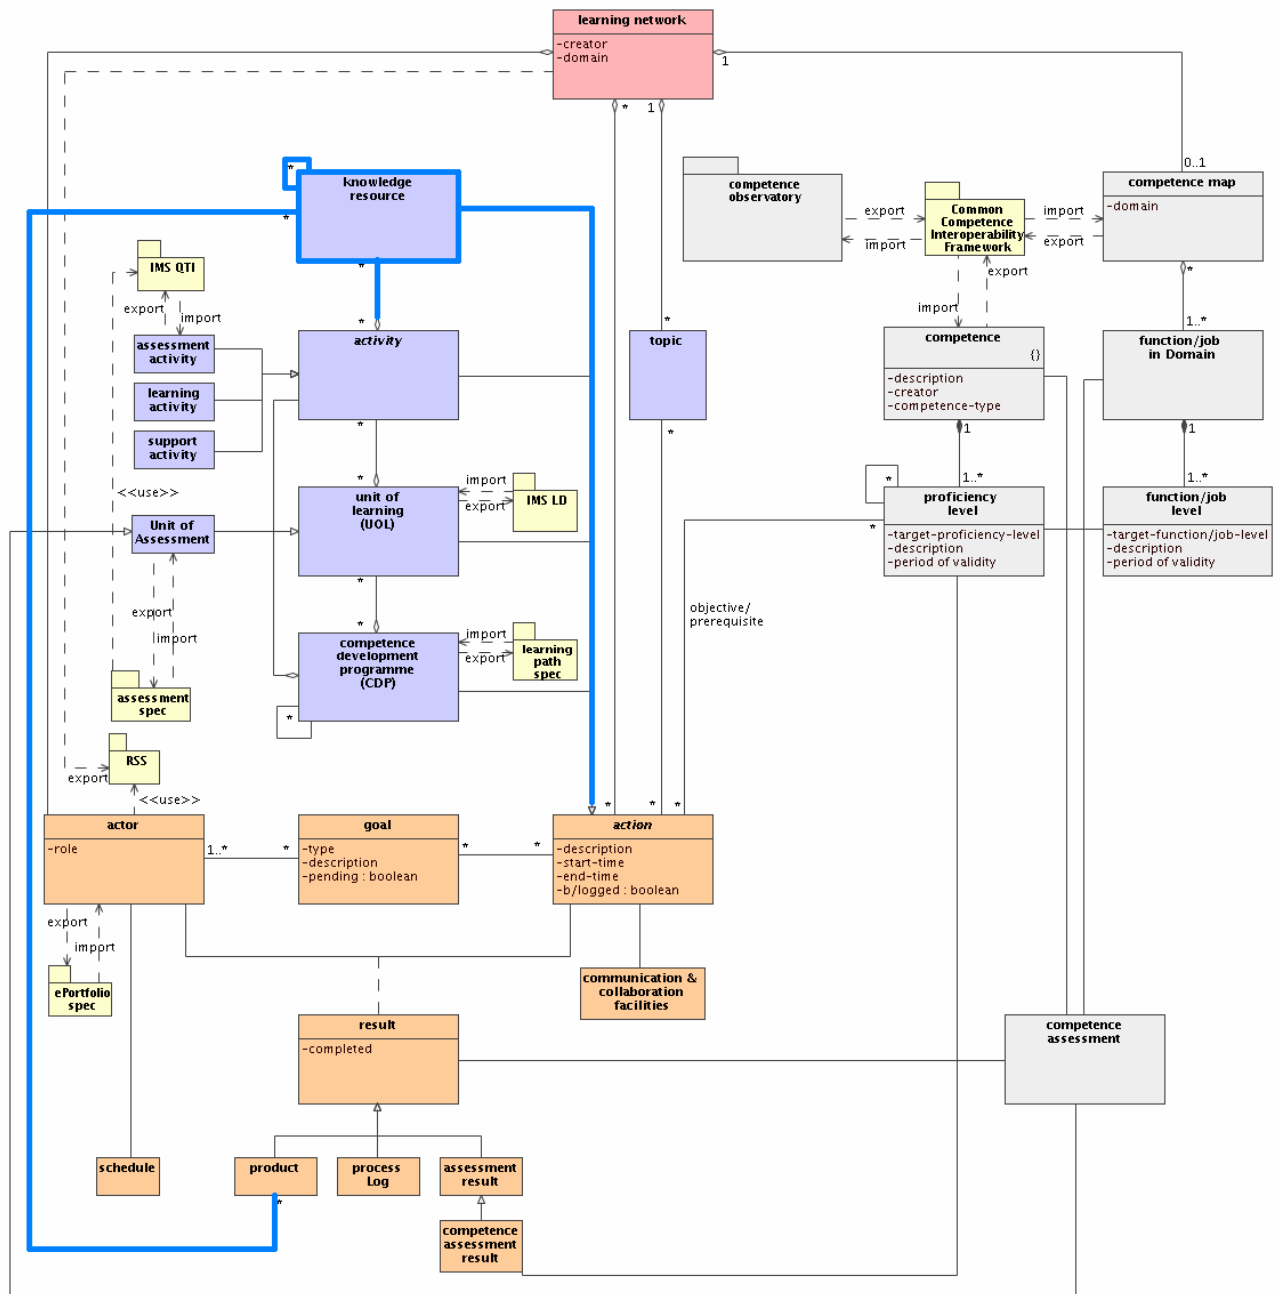 learning network
-creator
-domain
1
*
1
0..1
*
knowledge
resource
*
*
competence
observatory
export
import
Common
Competence
Interoperability
Framework
import
export
competence map
-domain
*
IMS QTI
export
import
export
import
*
1..*
assessment
activity
learning
activity
support
activity
*
activity
*
*
topic
*
competence
{}
-description
-creator
-competence-type
1
1..*
function/job
in Domain
1
1..*
<<use>>
*
unit of
learning
(UOL)
*
import
export
IMS LD
Unit of
Assessment
export
import
*
*
proficiency
level
-target-proficiency-level
-description
-period of validity
function/job
level
-target-function/job-level
-description
-period of validity
objective/
prerequisite
*
competence
development
programme
(CDP)
*
import
export
learning
path
spec
assessment
spec
RSS
export
<<use>>
*
*
*
actor
-role
1..*
*
goal
-type
-description
-pending : boolean
*
*
action
-description
-start-time
-end-time
-b/logged : boolean
export
import
ePortfolio
spec
communication &
collaboration
facilities
result
-completed
competence
assessment
schedule
product
*
process
Log
assessment
result
competence
assessment
result